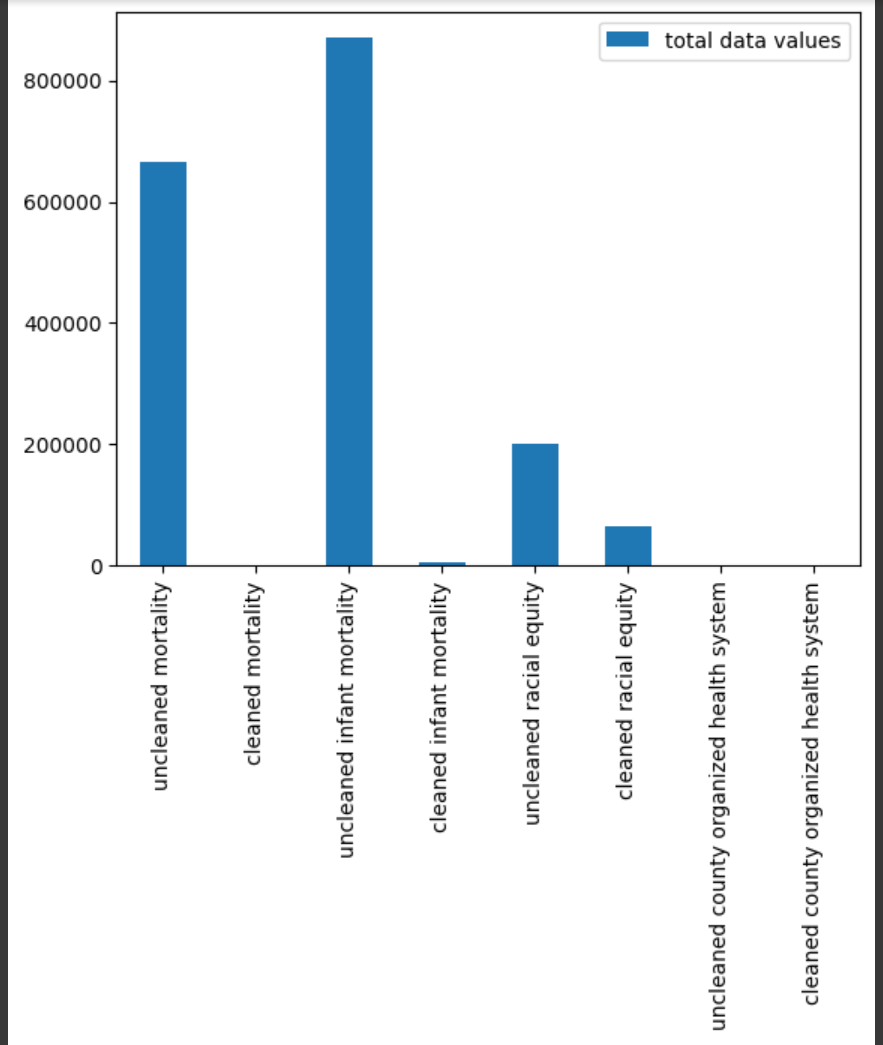 total data values
800000
600000
400000
200000
0
uncleaned mortality
cleaned mortality
uncleaned infant mortality
cleaned infant mortality
uncleaned racial equity
cleaned racial equity
uncleaned county organized health system
cleaned county organized health system